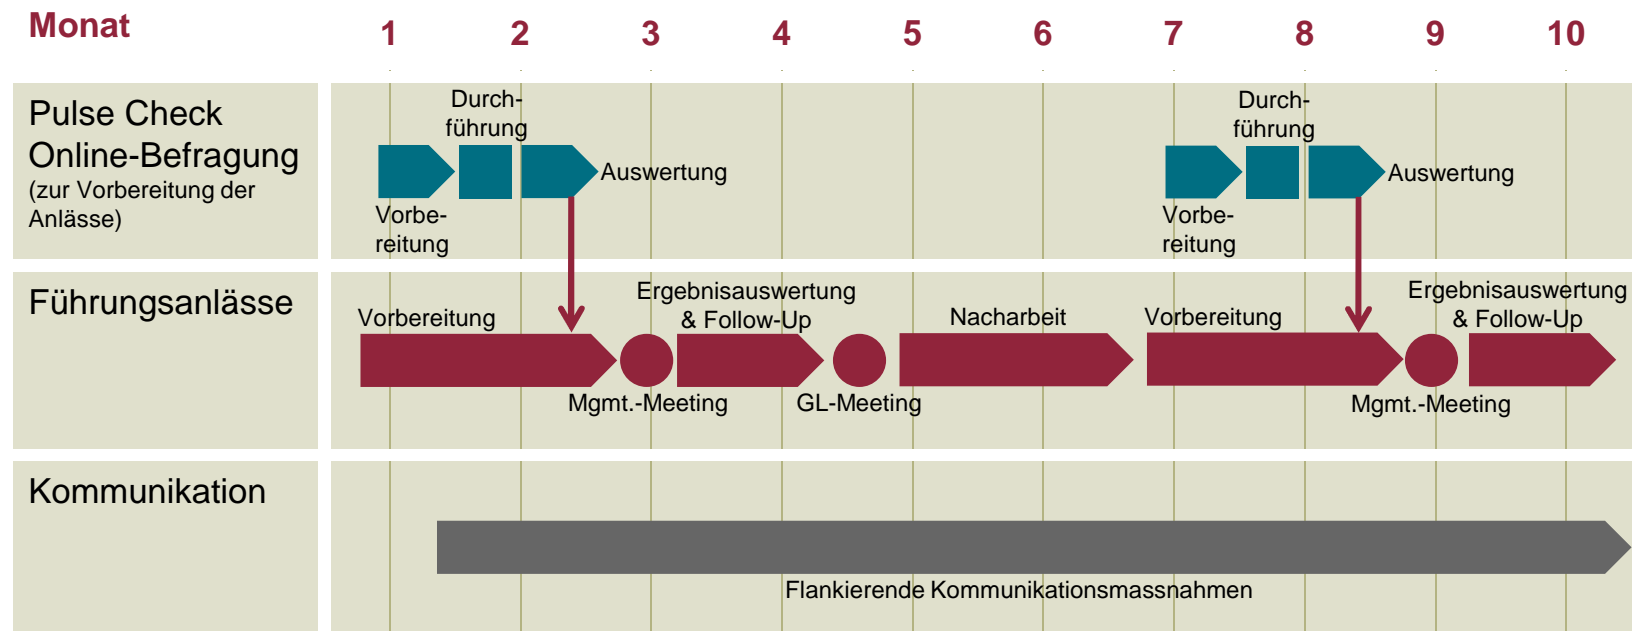 Monat
1 2 3 4 5 6 7 8 9 10
Pulse Check
Online-Befragung
(zur Vorbereitung der
Anlässe)
Durch-
führung
Auswertung
Vorbe-
reitung
Durch-
führung
Auswertung
Vorbe-
reitung
Führungsanlässe
Vorbereitung
Ergebnisauswertung
& Follow-Up
Nacharbeit
Vorbereitung
Ergebnisauswertung
& Follow-Up
Mgmt.-Meeting
GL-Meeting
Mgmt.-Meeting
Kommunikation
Flankierende Kommunikationsmassnahmen